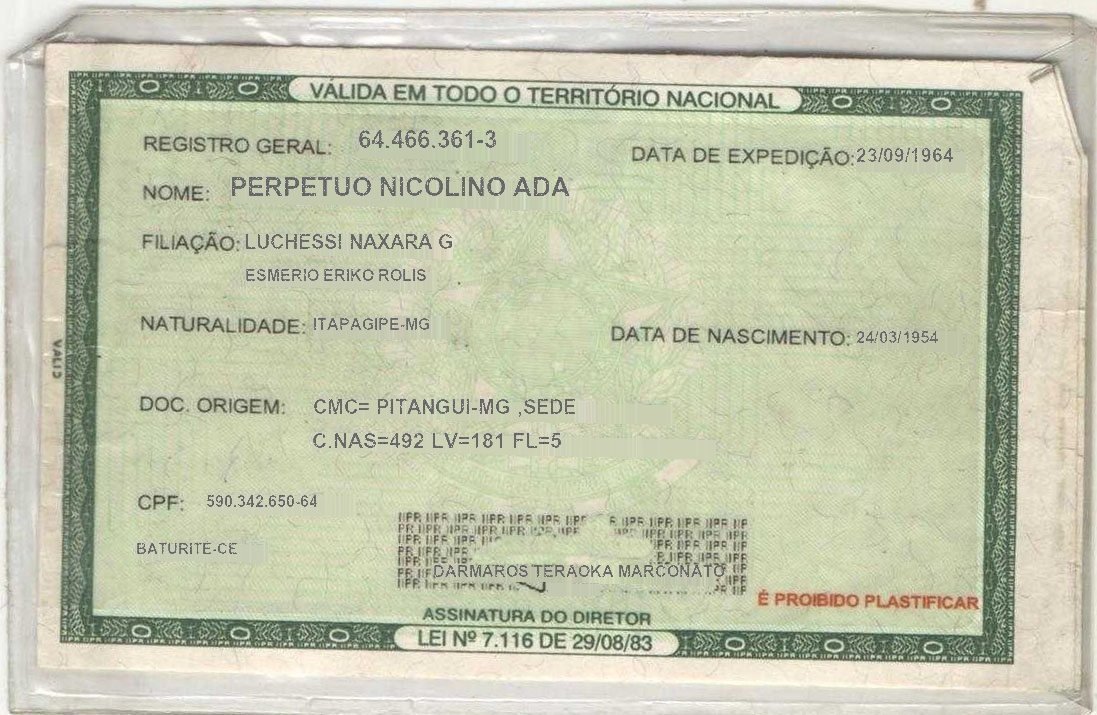 VÁLIDA EM TODO O TERRITÓRIO NACIONAL
REGISTRO GERAL: 64.466.361-3
DATA DE EXPEDIÇÃO: 23/09/1964
NOME: PERPETUO NICOLINO ADA
FILIAÇÃO: LUCHESSI NAXARA G
ESMERIO ERIKO ROLIS
NATURALIDADE: ITAPAGIPE-MG
DATA DE NASCIMENTO: 24/03/1954
VALID
DOC. ORIGEM: CMC= PITANGUI-MG ,SEDE
C.NAS=492 LV=181 FL=5
CPF: 590.342.650-64
BATURITE-CE
DARMAROS TERAOKA MARCONATO
É PROIBIDO PLASTIFICAR
ASSINATURA DO DIRETOR
LEI Nº 7.116 DE 29/08/83